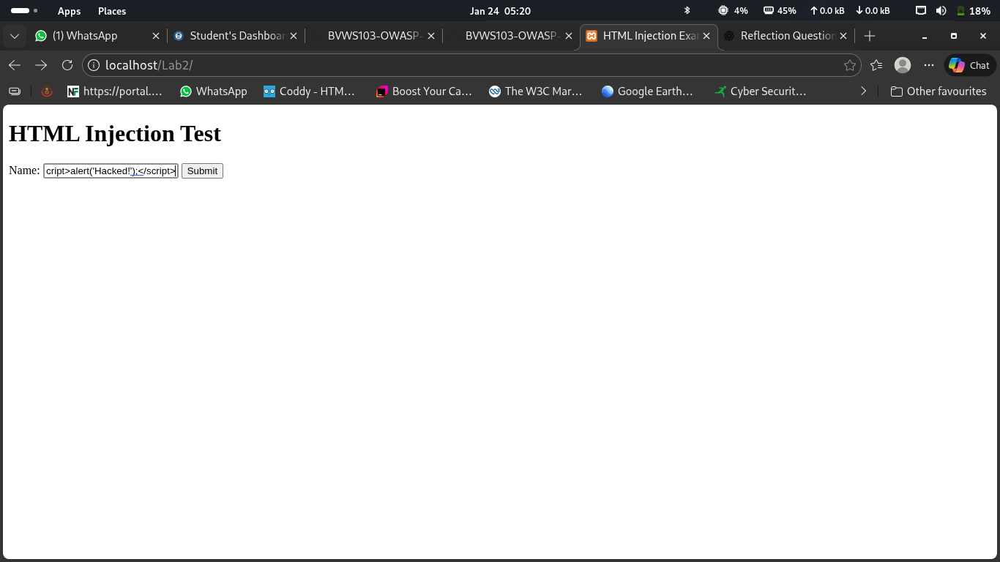 Apps Places Jan 24 05:20 4% 45% 0.0 kB 0.0 kB 18%
(1) WhatsApp Student's Dashboar BVWS103-OWASP- BVWS103-OWASP- HTML Injection Exa Reflection Question
localhost/Lab2/ Chat
https://portal.... WhatsApp Coddy - HTM... Boost Your Ca... The W3C Mar... Google Earth... Cyber Securit... Other favourites
HTML Injection Test
Name: cript>alert('Hacked!');</script> Submit